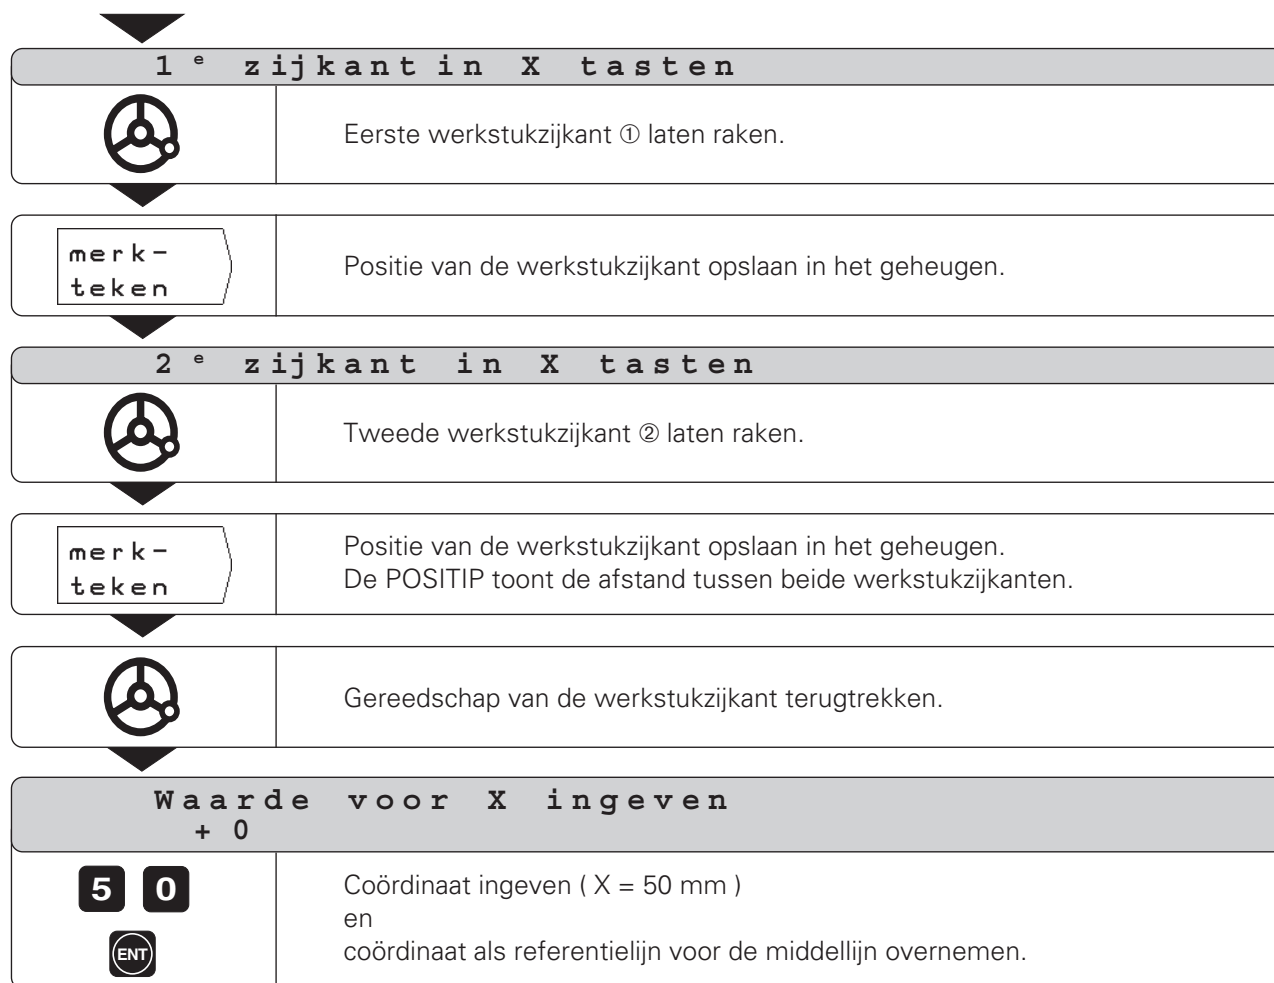 1e zijkant in X tasten
Eerste werkstukzijkant ① laten raken.
merk-
teken
Positie van de werkstukzijkant opslaan in het geheugen.
2e zijkant in X tasten
Tweede werkstukzijkant ② laten raken.
merk-
teken
Positie van de werkstukzijkant opslaan in het geheugen.
De POSITIP toont de afstand tussen beide werkstukzijkanten.
Gereedschap van de werkstukzijkant terugtrekken.
Waarde voor X ingeven
+ 0
5 0
Coördinaat ingeven ( X = 50 mm )
en
ENT
coördinaat als referentielijn voor de middellijn overnemen.